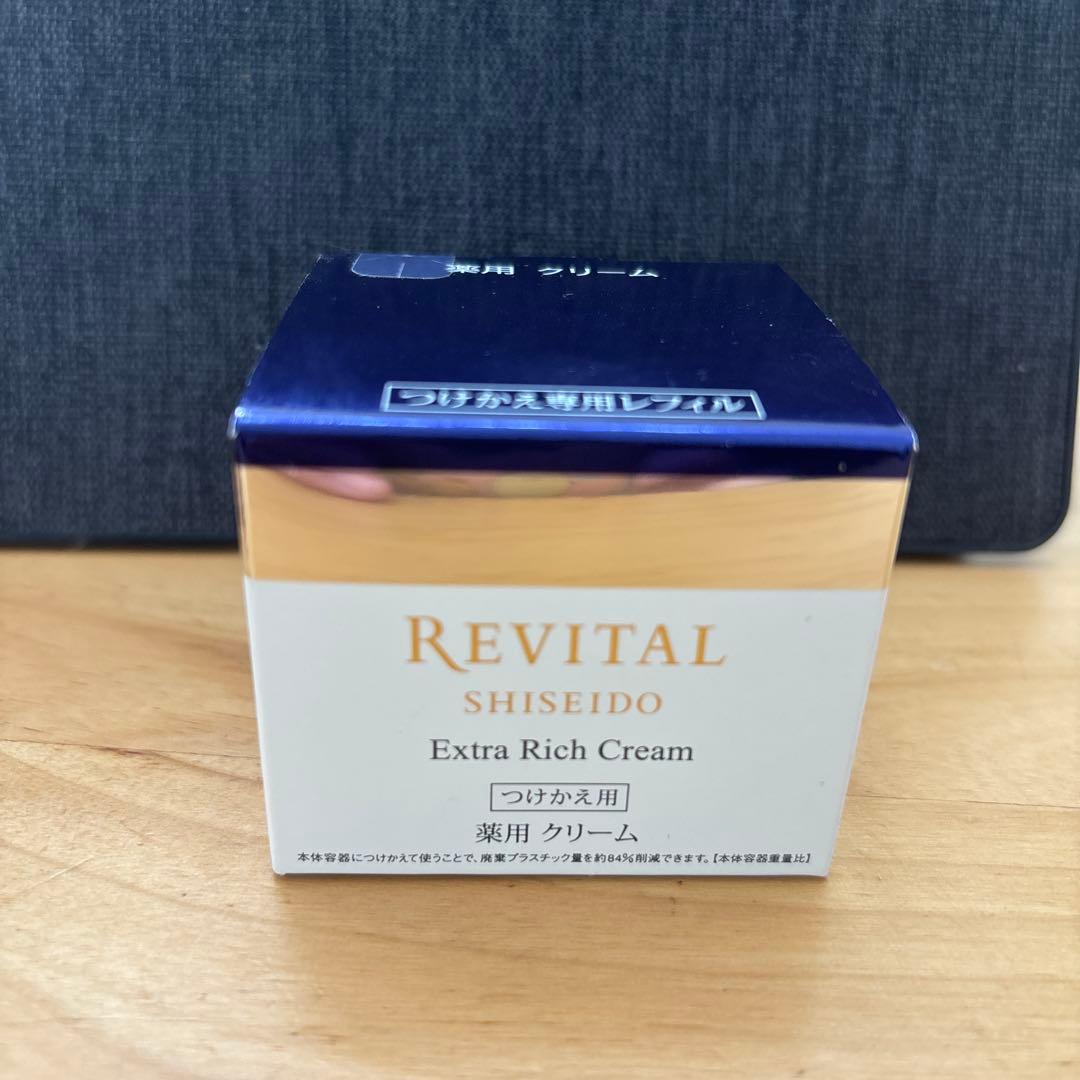 薬用 クリーム
つけかえ専用レフィル
REVITAL
SHISEIDO
Extra Rich Cream
つけかえ用
薬用 クリーム
本体容器につけかえて使うことで、廃棄プラスチック量を約84%削減できます。【本体容器重量比】